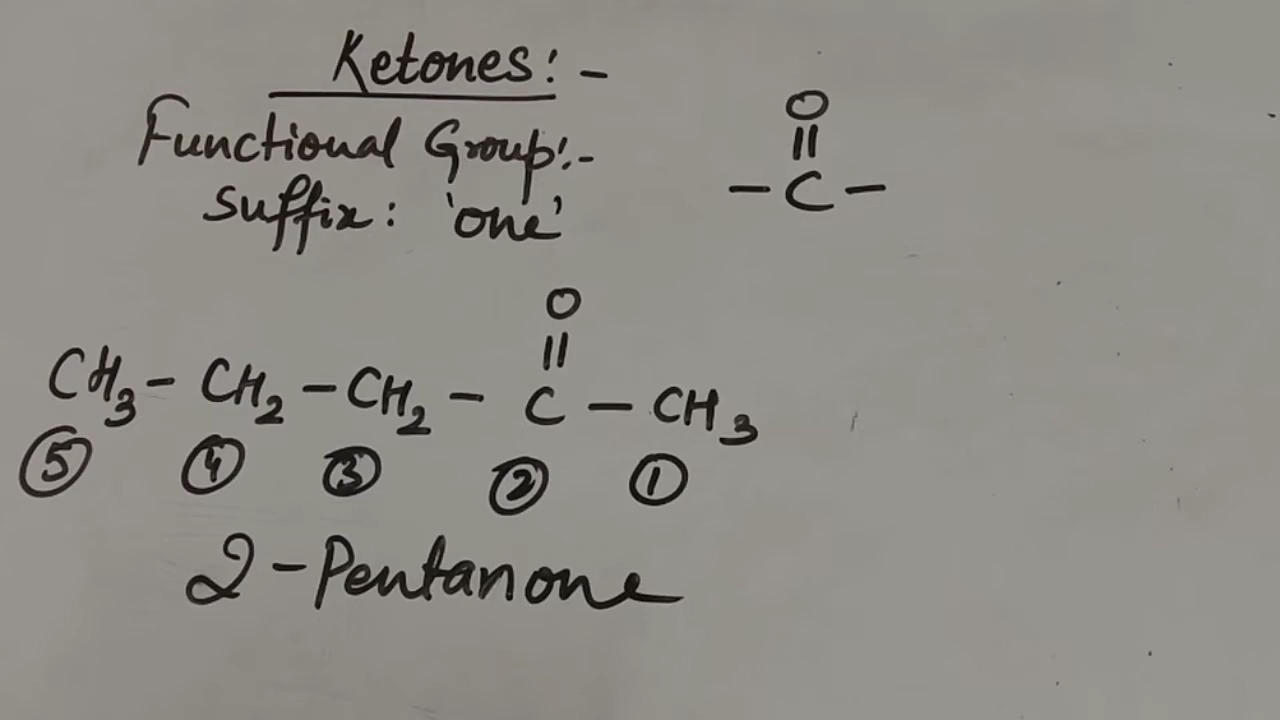 Ketones:-
Functional Group:-
O
||
-C-
Suffix: 'one'
O
||
CH₃-CH₂-CH₂-C-CH₃
⑤ ④ ③ ② ①
2-Pentanone